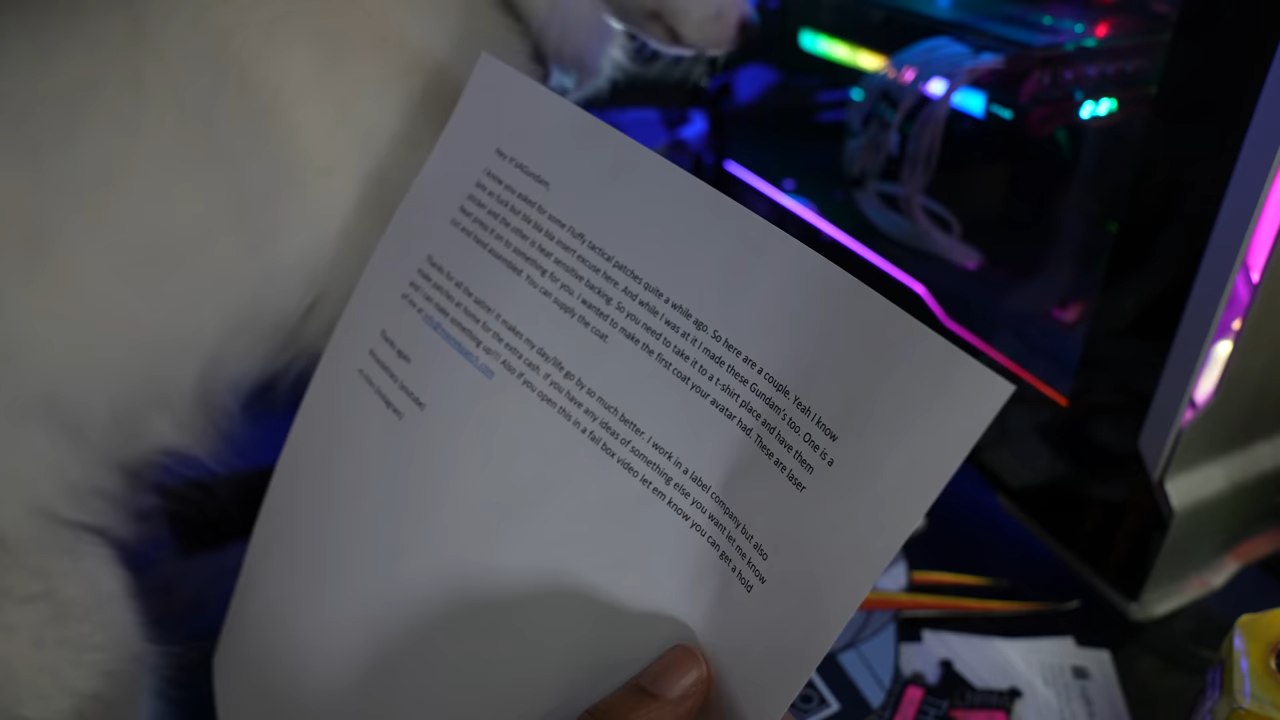 Hey It'sAGundam,
I know you asked for some Fluffy tactical patches quite a while ago. So here are a couple. Yeah I know
late as fuck but bla bla bla insert excuse here. And while I was at it I made these Gundam's too. One is a
sticker and the other is heat sensitive backing. So you need to take it to a t-shirt place and have them
heat press it on to something for you. I wanted to make the first coat your avatar had. These are laser
cut and hand assembled. You can supply the coat.
Thanks for all the It makes my day/life go by so much better. I work in a label company but also
make patches at home for the extra cash. If you have any ideas of something else you want let me know
and I can make something up!!! Also if you open this in a fail box video let em know you can get a hold
of me at
Thanks again,
(youtube)
(Instagram)